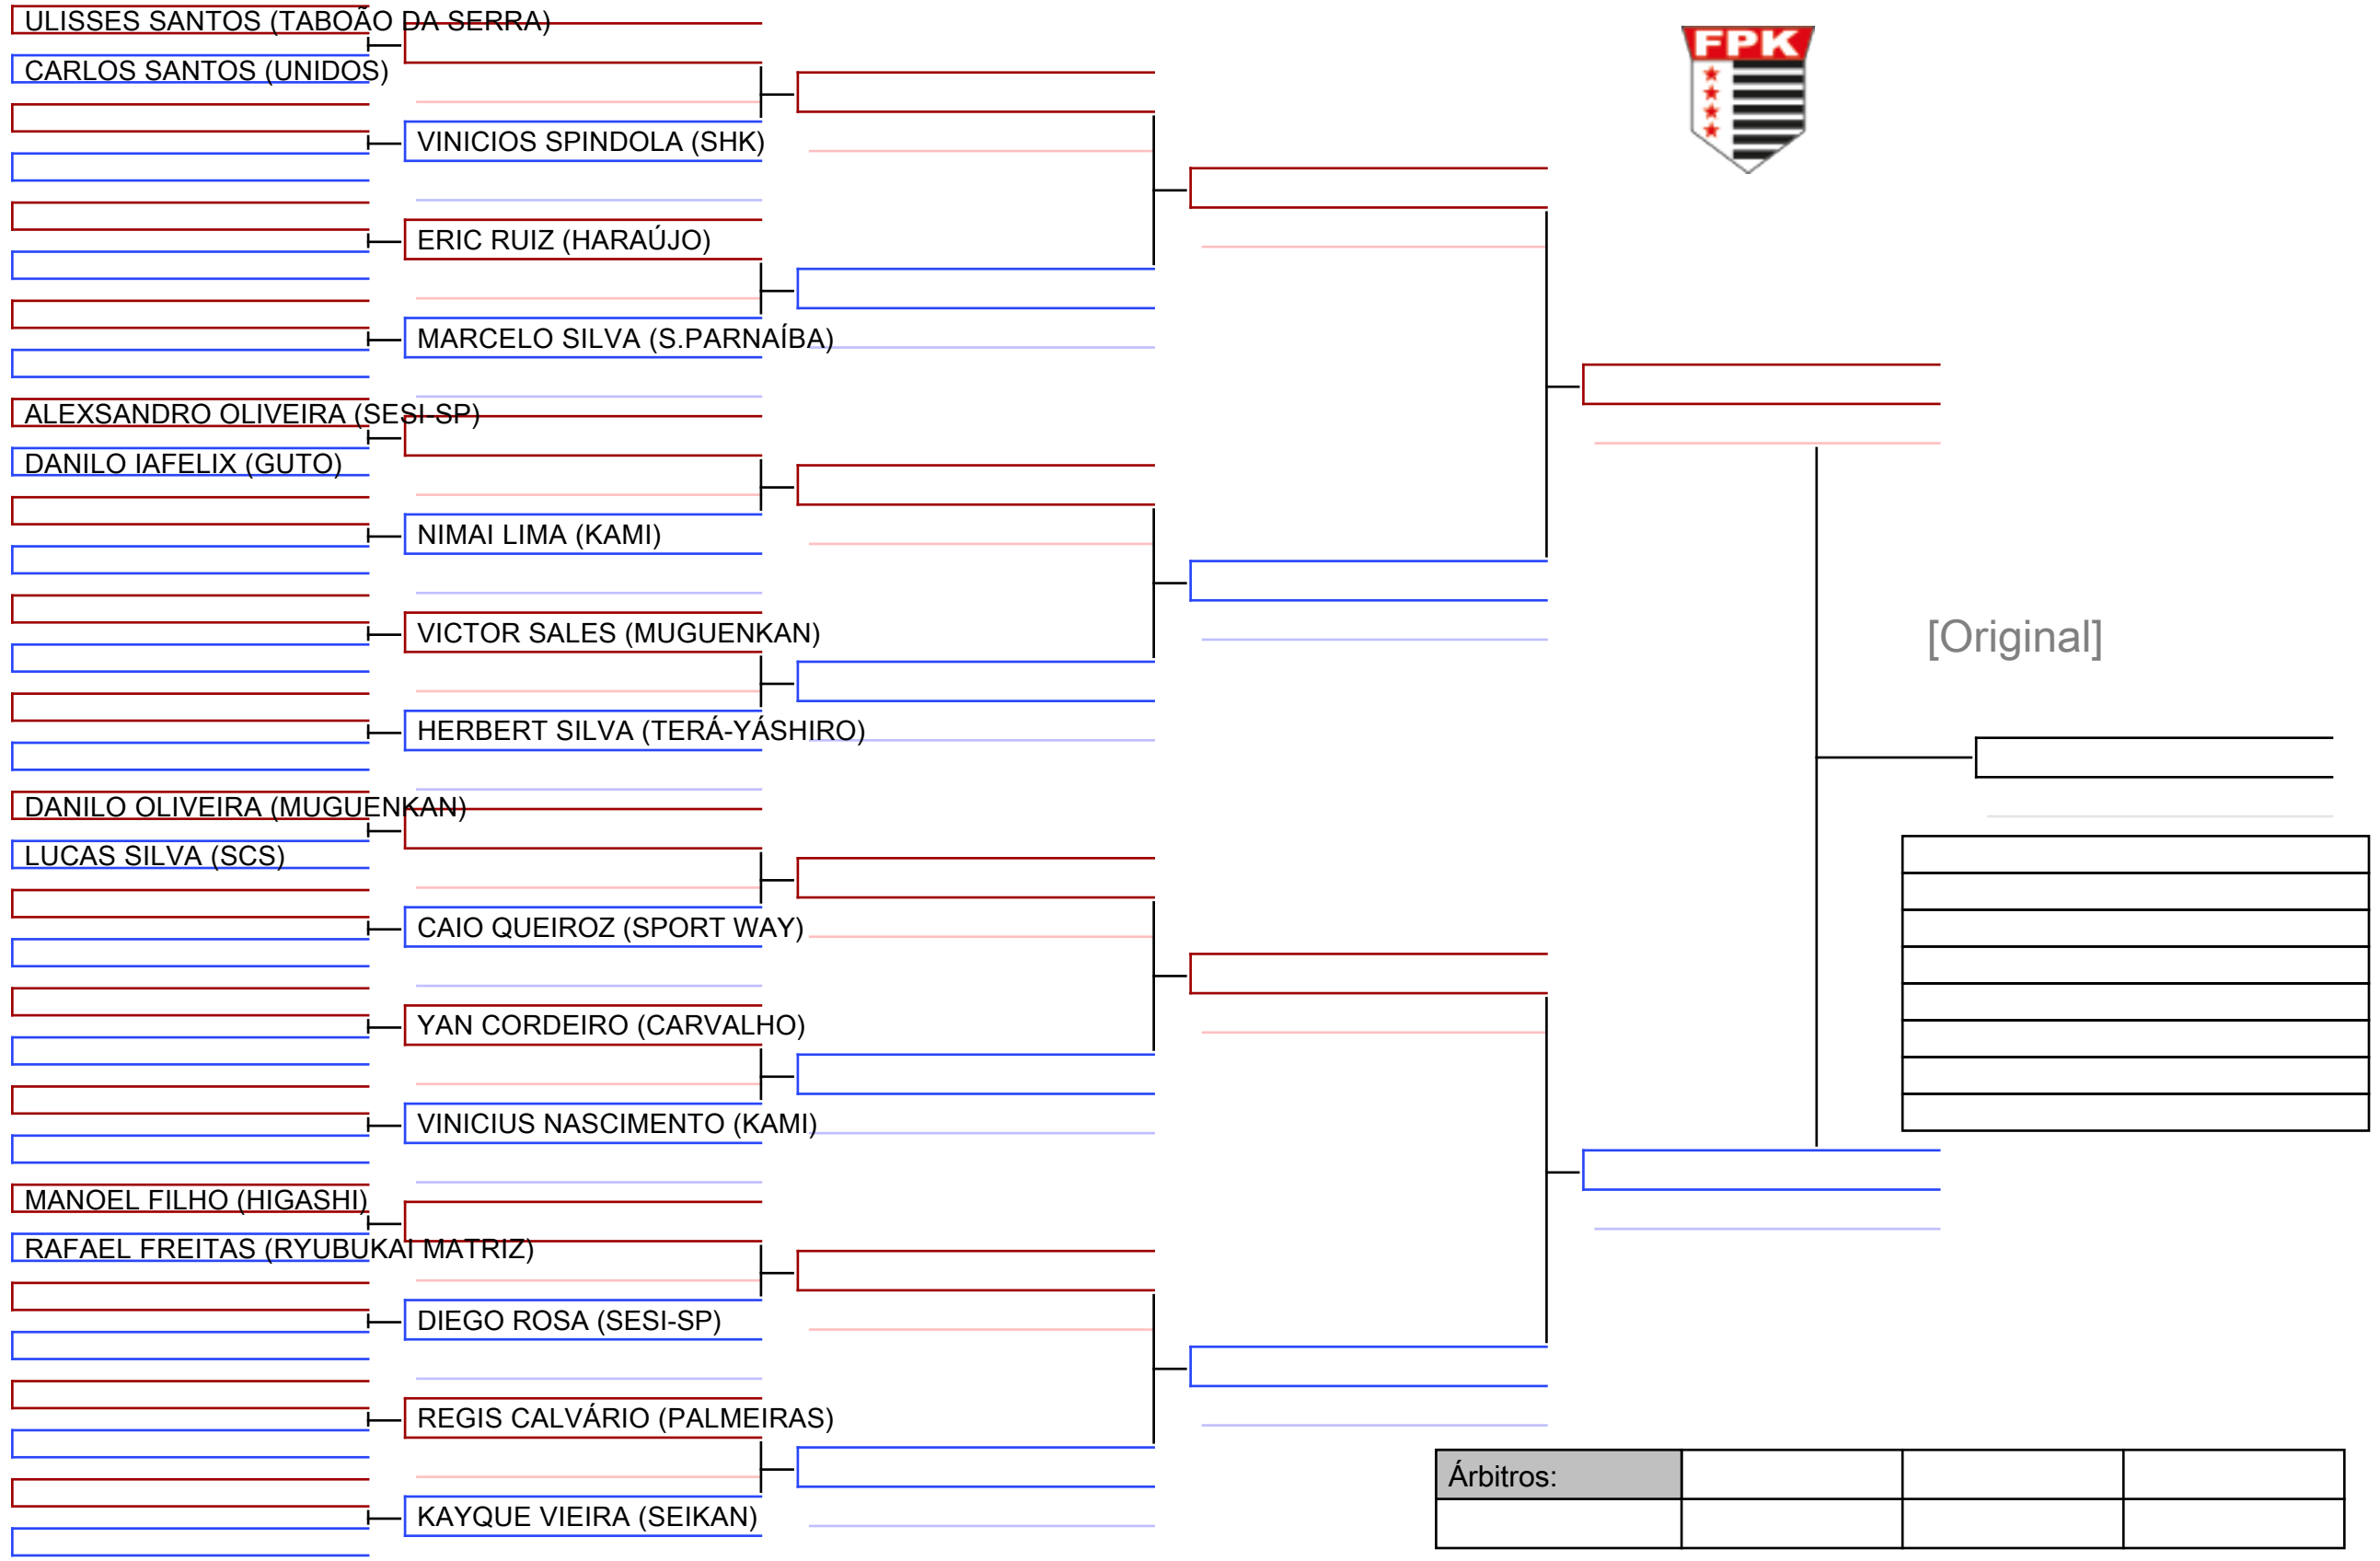 ULISSES SANTOS (TABOÃO DA SERRA)
CARLOS SANTOS (UNIDOS)
VINICIOS SPINDOLA (SHK)
ERIC RUIZ (HARAÚJO)
MARCELO SILVA (S.PARNAÍBA)
ALEXSANDRO OLIVEIRA (SESI-SP)
DANILO IAFELIX (GUTO)
NIMAI LIMA (KAMI)
VICTOR SALES (MUGUENKAN)
HERBERT SILVA (TERÁ-YÁSHIRO)
DANILO OLIVEIRA (MUGUENKAN)
LUCAS SILVA (SCS)
CAIO QUEIROZ (SPORT WAY)
YAN CORDEIRO (CARVALHO)
VINICIUS NASCIMENTO (KAMI)
MANOEL FILHO (HIGASHI)
RAFAEL FREITAS (RYUBUKAI MATRIZ)
DIEGO ROSA (SESI-SP)
REGIS CALVÁRIO (PALMEIRAS)
KAYQUE VIEIRA (SEIKAN)
FPK
[Original]
Árbitros: